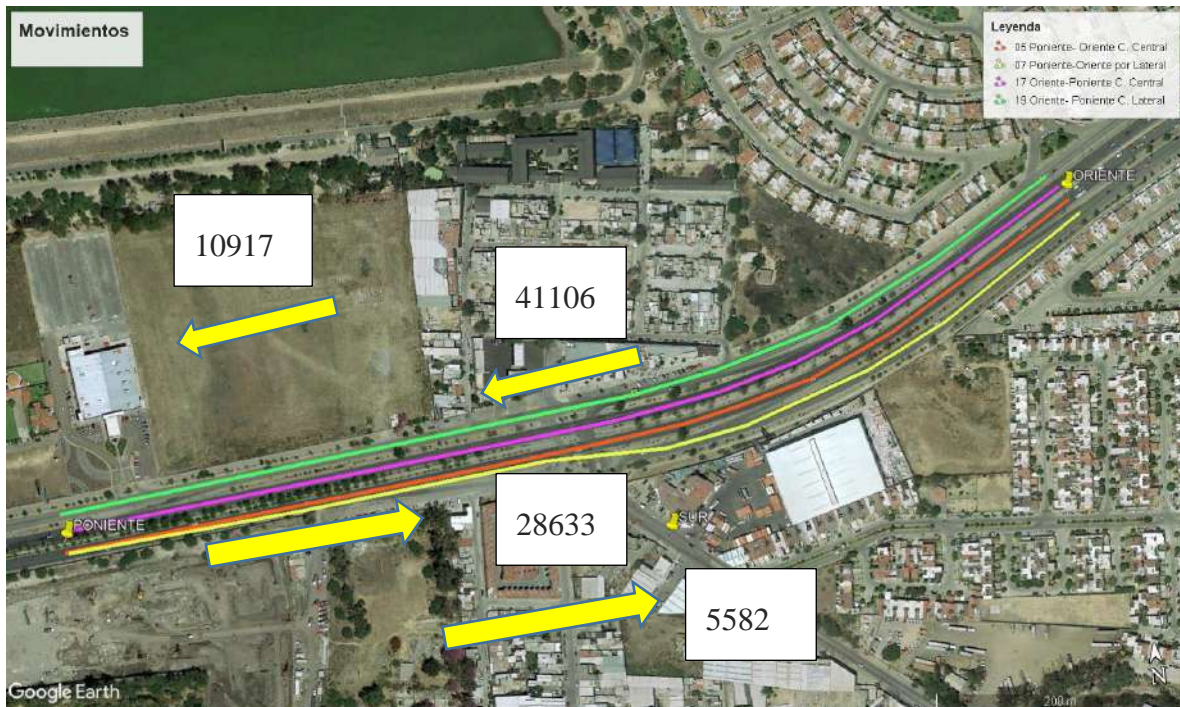 Movimientos
Leyenda
05 Poniente- Oriente C. Central
07 Poniente-Oriente por Lateral
17 Oriente-Poniente C. Central
19 Oriente- Poniente C. Lateral
ORIENTE
10917
41106
PONIENTE
28633
SUR
5582
Google Earth
N
200 m